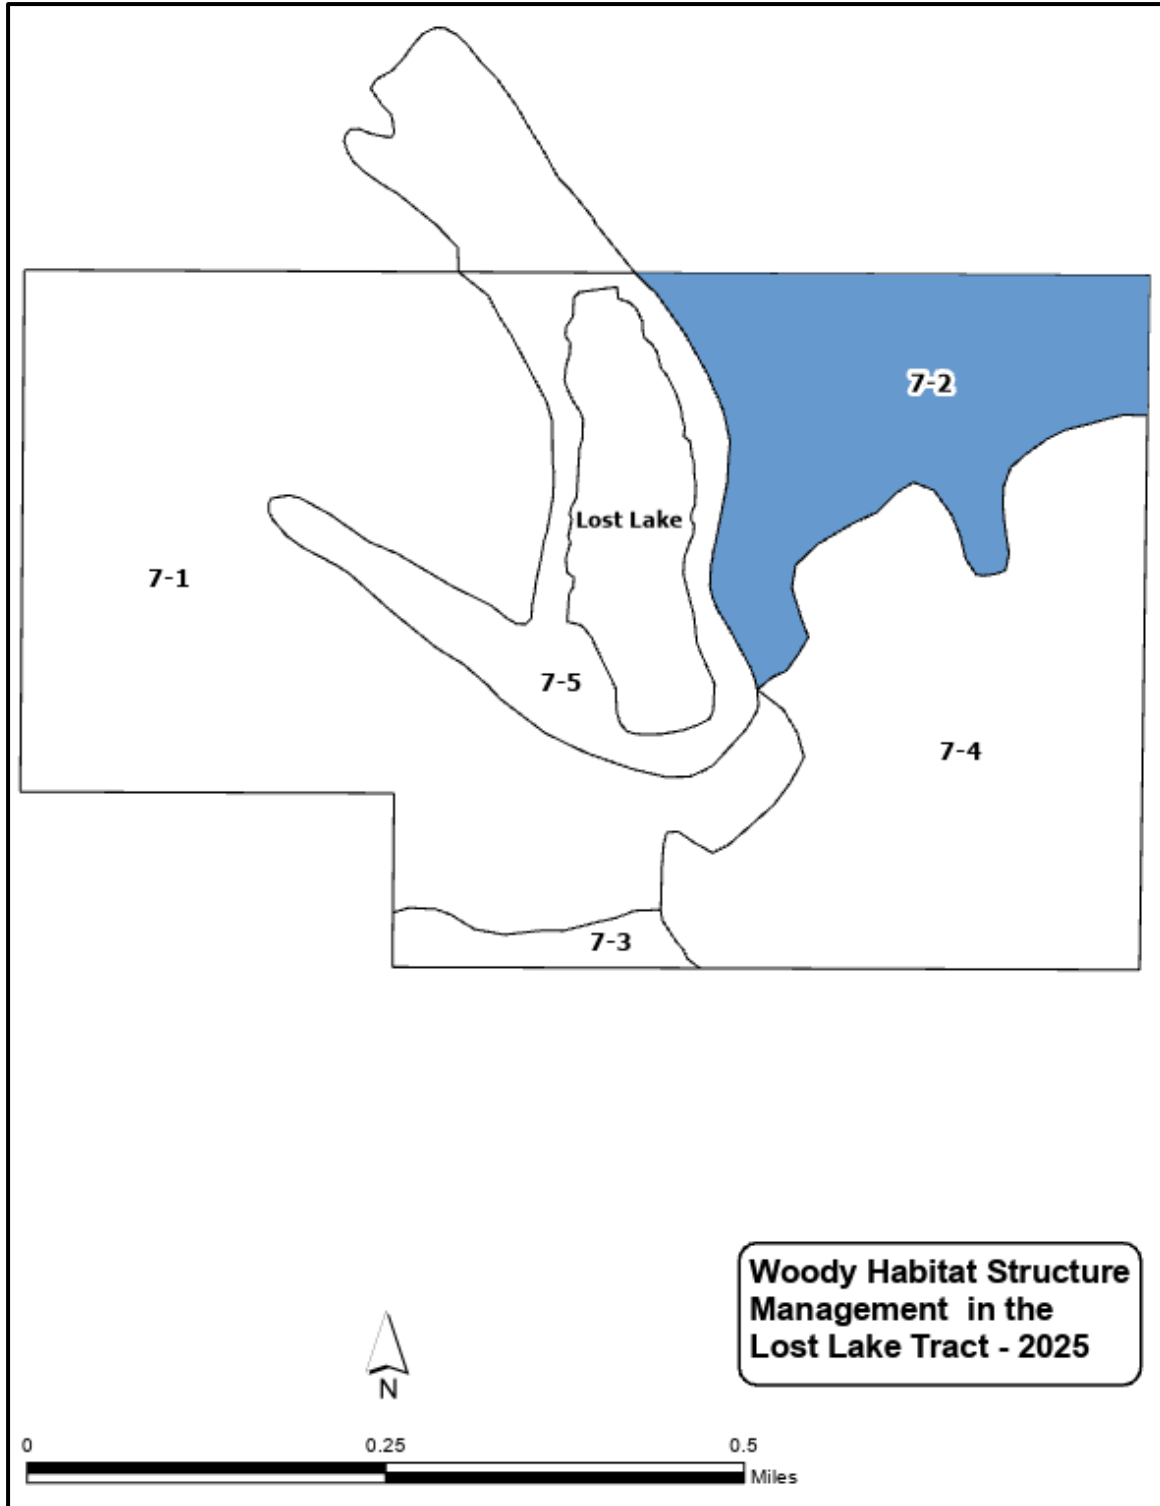 7-2
Lost Lake
7-1
7-5
7-4
7-3
Woody Habitat Structure
Management in the
Lost Lake Tract - 2025
N
0 0.25 0.5
Miles